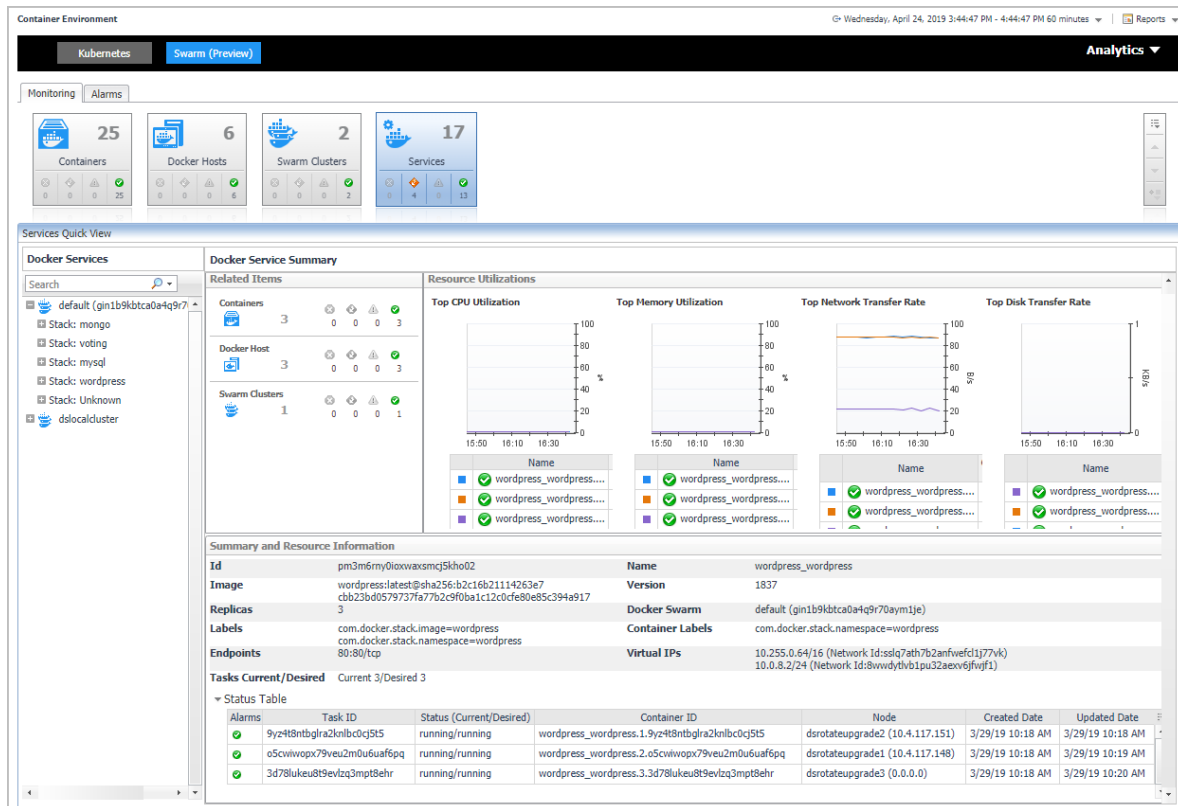 Container Environment
Wednesday, April 24, 2019 3:44:47 PM - 4:44:47 PM 60 minutes
Reports
Kubernetes
Swarm (Preview)
Analytics
Monitoring
Alarms
25
Containers
0 0 0 25
6
Docker Hosts
0 0 0 6
2
Swarm Clusters
0 0 0 2
17
Services
0 4 0 13
Services Quick View
Docker Services
Search
default (gin1b9kbtca0a4q9r7
Stack: mongo
Stack: voting
Stack: mysql
Stack: wordpress
Stack: Unknown
dslocalcluster
Docker Service Summary
Related Items
Containers
3
0 0 0 3
Docker Host
3
0 0 0 3
Swarm Clusters
1
0 0 0 1
Resource Utilizations
Top CPU Utilization
100
80
60
40
20
0
%
15:50 16:10 16:30
Name
wordpress_wordpress....
wordpress_wordpress....
wordpress_wordpress....
Top Memory Utilization
100
80
60
40
20
0
%
15:50 16:10 16:30
Name
wordpress_wordpress....
wordpress_wordpress....
wordpress_wordpress....
Top Network Transfer Rate
100
80
60
40
20
0
B/s
15:50 16:10 16:30
Name
wordpress_wordpress....
wordpress_wordpress....
Top Disk Transfer Rate
1
0
KB/s
15:50 16:10 16:30
Name
wordpress_wordpress....
wordpress_wordpress....
Summary and Resource Information
Id pm3m6rny0ioxwaxsmcj5kho02 Name wordpress_wordpress
Image wordpress:latest@sha256:b2c16b21114263e7 Version 1837
cbb23bd0579737fa77b2c9f0ba1c12c0cfe80e85c394a917
Replicas 3 Docker Swarm default (gin1b9kbtca0a4q9r70aym1je)
Labels com.docker.stack.image=wordpress Container Labels com.docker.stack.namespace=wordpress
com.docker.stack.namespace=wordpress
Endpoints 80:80/tcp Virtual IPs 10.255.0.64/16 (Network Id:sslq7ath7b2anfwefcl1j77vk)
10.0.8.2/24 (Network Id:8wwdytlvb1pu32aexv6jfwjf1)
Tasks Current/Desired Current 3/Desired 3
Status Table
Alarms Task ID Status (Current/Desired) Container ID Node Created Date Updated Date
9yz4t8ntbglra2knlbc0cj5t5 running/running wordpress_wordpress.1.9yz4t8ntbglra2knlbc0cj5t5 dsrotateupgrade2 (10.4.117.151) 3/29/19 10:18 AM 3/29/19 10:18 AM
o5cwiwopx79veu2m0u6uaf6pq running/running wordpress_wordpress.2.o5cwiwopx79veu2m0u6uaf6pq dsrotateupgrade1 (10.4.117.148) 3/29/19 10:18 AM 3/29/19 10:19 AM
3d78lukeu8t9evlzq3mpt8ehr running/running wordpress_wordpress.3.3d78lukeu8t9evlzq3mpt8ehr dsrotateupgrade3 (0.0.0.0) 3/29/19 10:18 AM 3/29/19 10:20 AM